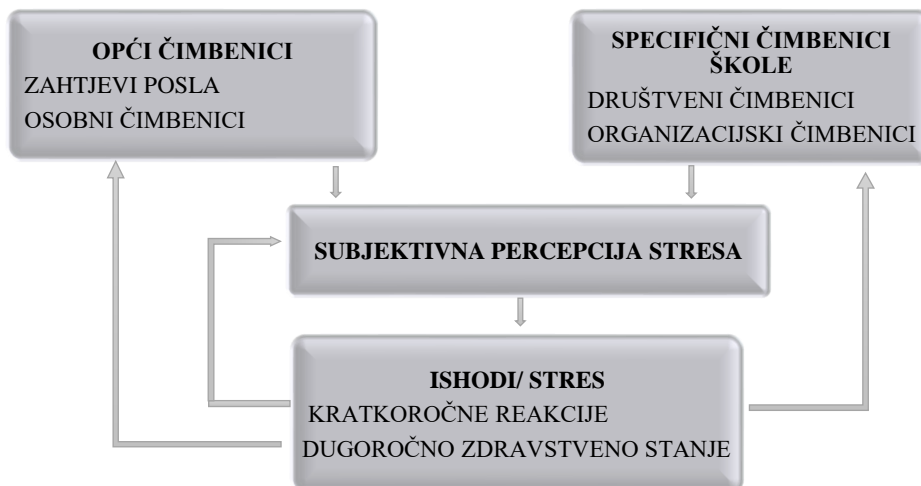 OPĆI ČIMBENICI
ZAHTJEVI POSLA
OSOBNI ČIMBENICI
SPECIFIČNI ČIMBENICI
ŠKOLE
DRUŠTVENI ČIMBENICI
ORGANIZACIJSKI ČIMBENICI
SUBJEKTIVNA PERCEPCIJA STRESA
ISHODI/ STRES
KRATKOROČNE REAKCIJE
DUGOROČNO ZDRAVSTVENO STANJE